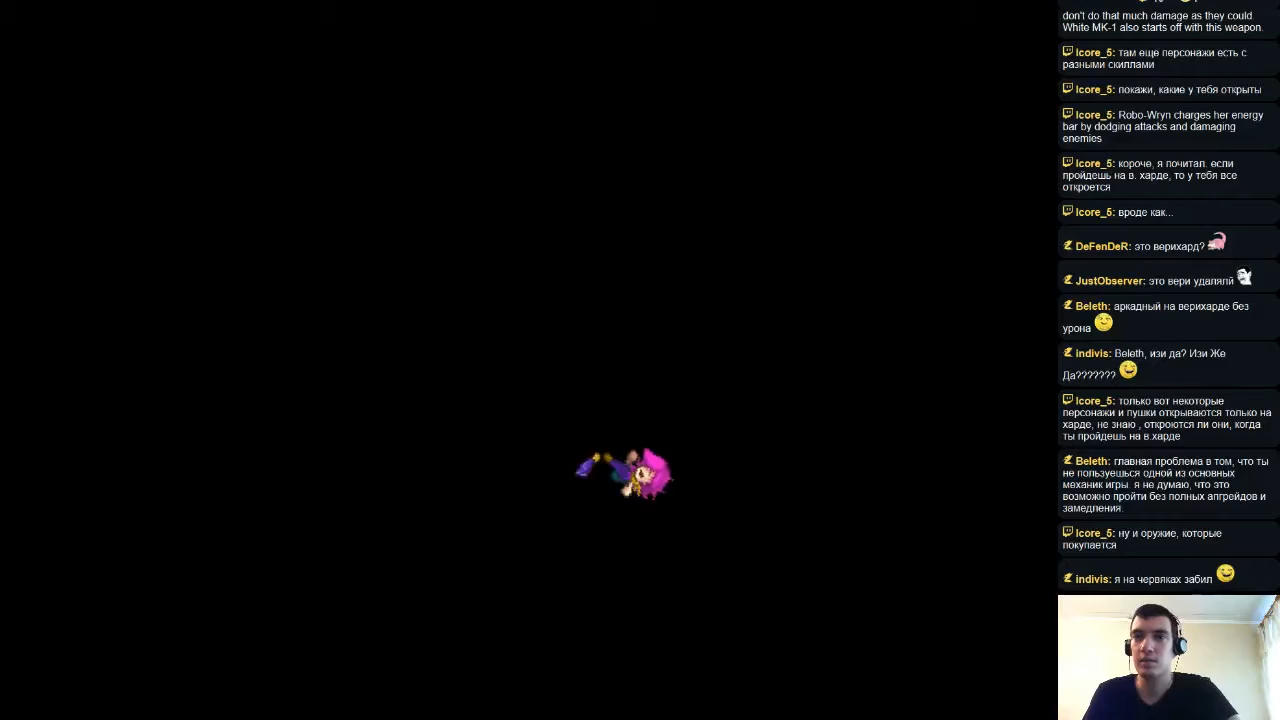 don't do that much damage as they could.
White MK-1 also starts off with this weapon.
Icore_5: там еще персонажи есть с
разными скиллами
Icore_5: покажи, какие у тебя открыты
Icore_5: Robo-Wryn charges her energy
bar by dodging attacks and damaging
enemies
Icore_5: короче, я почитал. если
пройдешь на в. харде, то у тебя все
откроется
Icore_5: вроде как...
DeFenDeR: это верихард?
JustObserver: это вери удаляяй
Beleth: аркадный на верихарде без
урона
indivis: Beleth, изи да? Изи Же
Да???????
Icore_5: только вот некоторые
персонажи и пушки открываются только на
харде, не знаю , откроются ли они, когда
ты пройдешь на в.харде
Beleth: главная проблема в том, что ты
не пользуешься одной из основных
механик игры. я не думаю, что это
возможно пройти без полных апгрейдов и
замедления.
Icore_5: ну и оружие, которые
покупается
indivis: я на червяках забил